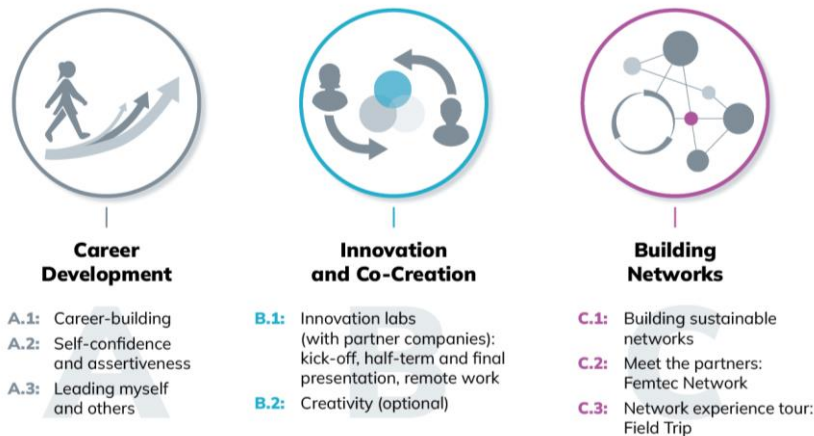 Career
Development
A
A.1: Career-building
A.2: Self-confidence
and assertiveness
A.3: Leading myself
and others
Innovation
and Co-Creation
B
B.1: Innovation labs
(with partner companies):
kick-off, half-term and final
presentation, remote work
B.2: Creativity (optional)
Building
Networks
C
C.1: Building sustainable
networks
C.2: Meet the partners:
Femtec Network
C.3: Network experience tour:
Field Trip